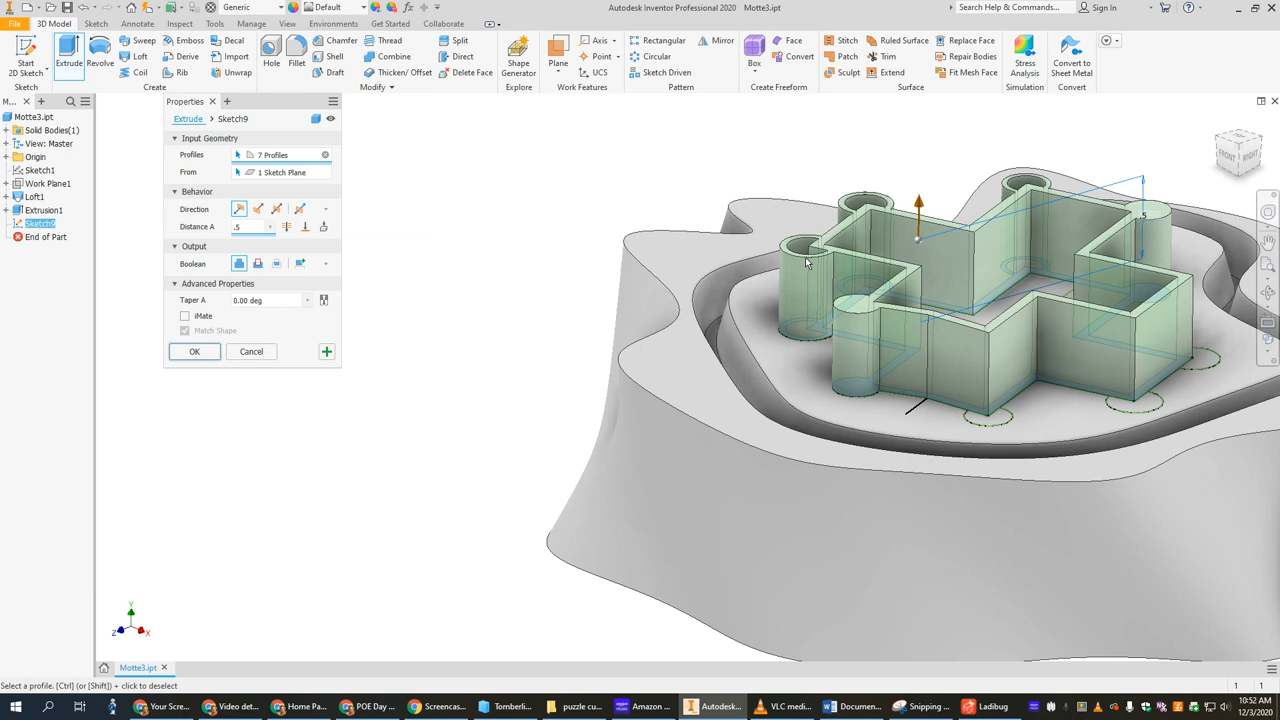 Generic Default Autodesk Inventor Professional 2020 Motte3.ipt Search Help & Commands... Sign In
File 3D Model Sketch Annotate Inspect Tools Manage View Environments Get Started Collaborate
Start 2D Sketch
Extrude
Revolve
Sweep Emboss Decal
Loft Derive Import
Coil Rib Unwrap
Hole
Fillet
Chamfer Thread Split
Shell Combine Direct
Draft Thicken/ Offset Delete Face
Shape Generator
Plane
Axis
Point
UCS
Rectangular Mirror
Circular
Sketch Driven
Box
Face
Convert
Stitch Ruled Surface Replace Face
Patch Trim Repair Bodies
Sculpt Extend Fit Mesh Face
Stress Analysis
Convert to Sheet Metal
Sketch Create Modify Explore Work Features Pattern Create Freeform Surface Simulation Convert
M...
Motte3.ipt
Solid Bodies(1)
View: Master
Origin
Sketch1
Work Plane1
Loft1
Extrusion1
Sketch9
End of Part
Properties
Extrude > Sketch9
Input Geometry
Profiles 7 Profiles
From 1 Sketch Plane
Behavior
Direction
Distance A .5
Output
Boolean
Advanced Properties
Taper A 0.00 deg
iMate
Match Shape
OK Cancel
FRONT RIGHT
.5
Y
Z X
Motte3.ipt
Select a profile. [Ctrl] (or [Shift]) + click to deselect 1 1
Your Scre... Video det... Home Pa... POE Day ... Screencas... Tomberli... puzzle cu... Amazon ... Autodesk... VLC medi... Document... Snipping ... Ladibug
10:52 AM
12/3/2020